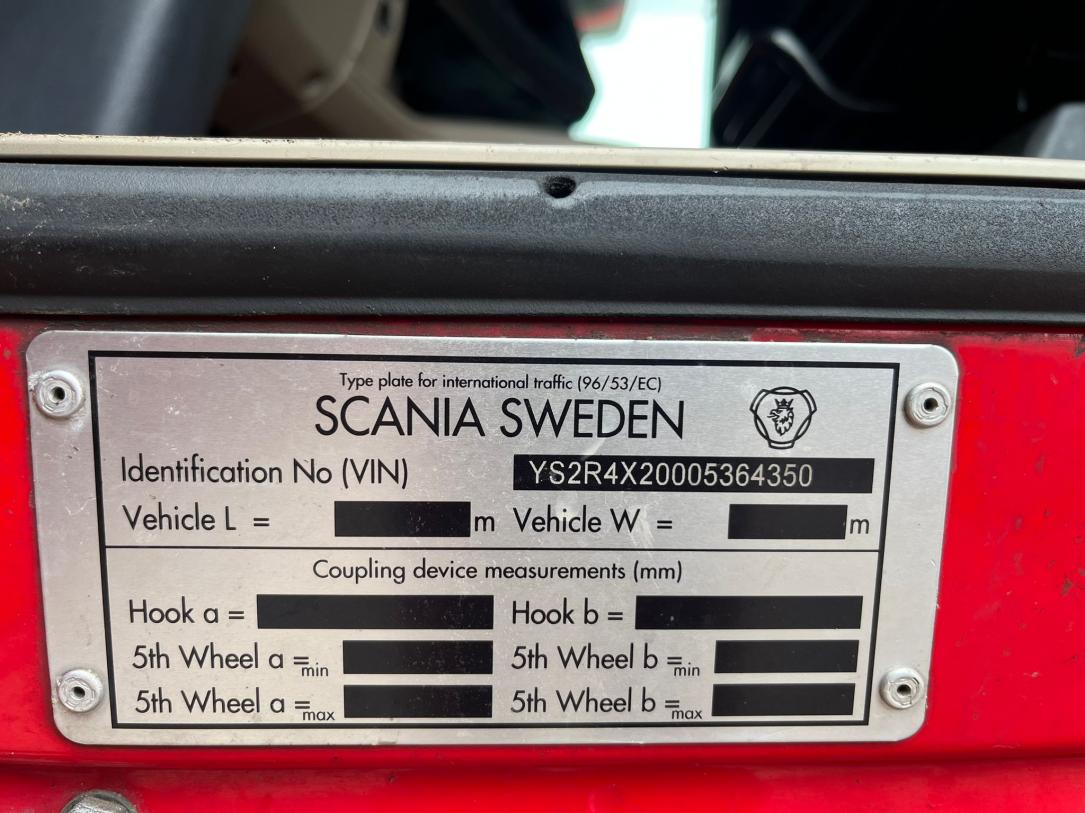 Type plate for international traffic (96/53/EC)
SCANIA SWEDEN
Identification No (VIN) YS2R4X20005364350
Vehicle L = m Vehicle W = m
Coupling device measurements (mm)
Hook a = Hook b =
5th Wheel a =min 5th Wheel b =min
5th Wheel a =max 5th Wheel b =max